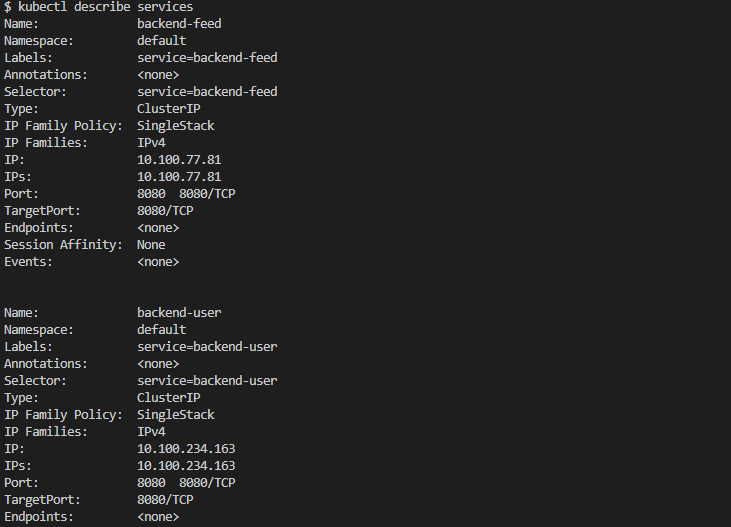 $ kubectl describe services
Name:              backend-feed
Namespace:         default
Labels:            service=backend-feed
Annotations:       <none>
Selector:          service=backend-feed
Type:              ClusterIP
IP Family Policy:  SingleStack
IP Families:       IPv4
IP:                10.100.77.81
IPs:               10.100.77.81
Port:              8080  8080/TCP
TargetPort:        8080/TCP
Endpoints:         <none>
Session Affinity:  None
Events:            <none>
Name:              backend-user
Namespace:         default
Labels:            service=backend-user
Annotations:       <none>
Selector:          service=backend-user
Type:              ClusterIP
IP Family Policy:  SingleStack
IP Families:       IPv4
IP:                10.100.234.163
IPs:               10.100.234.163
Port:              8080  8080/TCP
TargetPort:        8080/TCP
Endpoints:         <none>